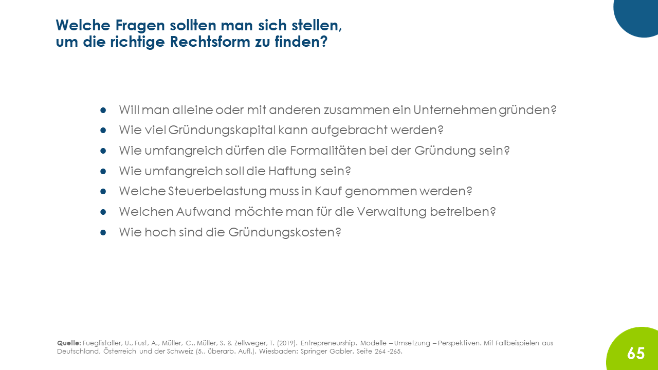 Welche Fragen sollten man sich stellen,
um die richtige Rechtsform zu finden?
● Will man alleine oder mit anderen zusammen ein Unternehmen gründen?
● Wie viel Gründungskapital kann aufgebracht werden?
● Wie umfangreich dürfen die Formalitäten bei der Gründung sein?
● Wie umfangreich soll die Haftung sein?
● Welche Steuerbelastung muss in Kauf genommen werden?
● Welchen Aufwand möchte man für die Verwaltung betreiben?
● Wie hoch sind die Gründungskosten?
Quelle: Fueglistaller, U., Fust, A., Müller, C., Müller, S. & Zellweger, T. (2019). Entrepreneurship. Modelle – Umsetzung – Perspektiven. Mit Fallbeispielen aus
Deutschland, Österreich und der Schweiz (5., überarb. Aufl.). Wiesbaden: Springer Gabler. Seite 264 -265.
65